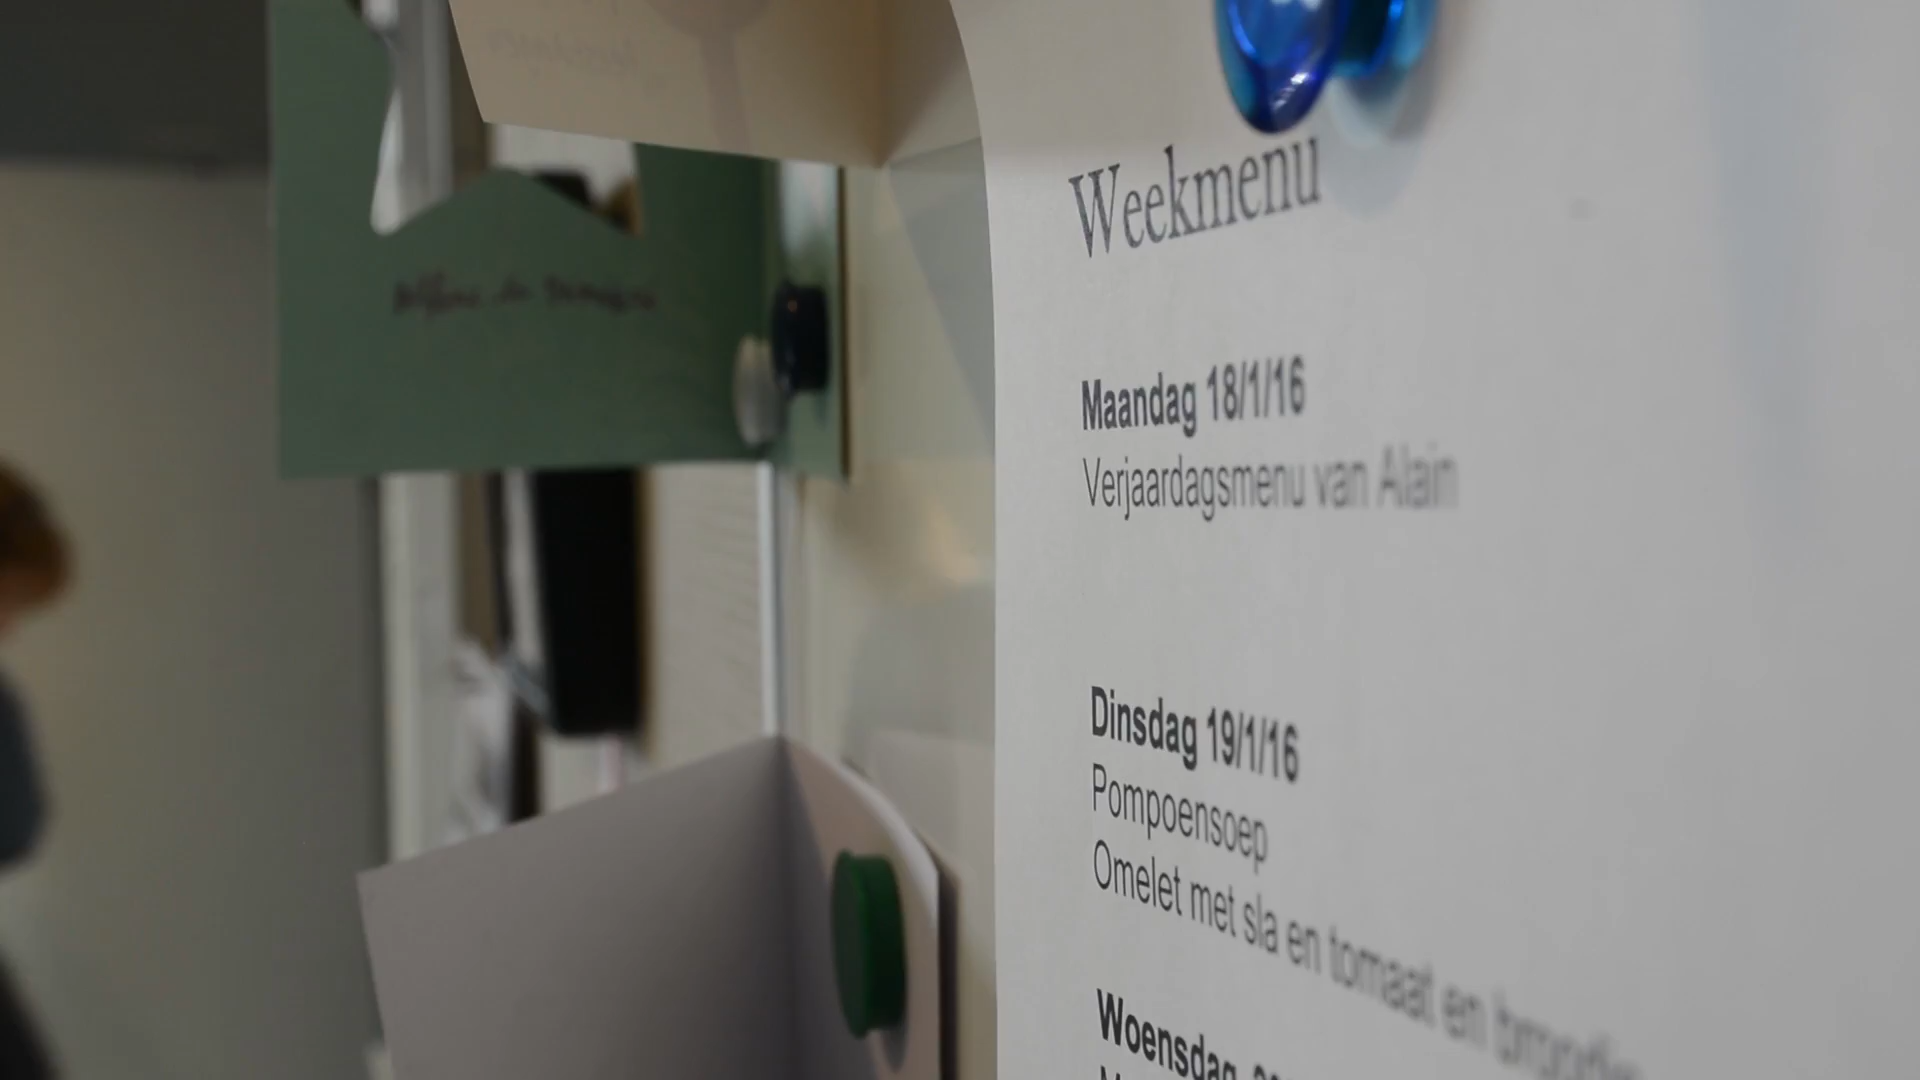 Weekmenu
Maandag 18/1/16
Verjaardagsmenu van Alain
Dinsdag 19/1/16
Pompoensoep
Omelet met sla en tomaat en
Woensdag